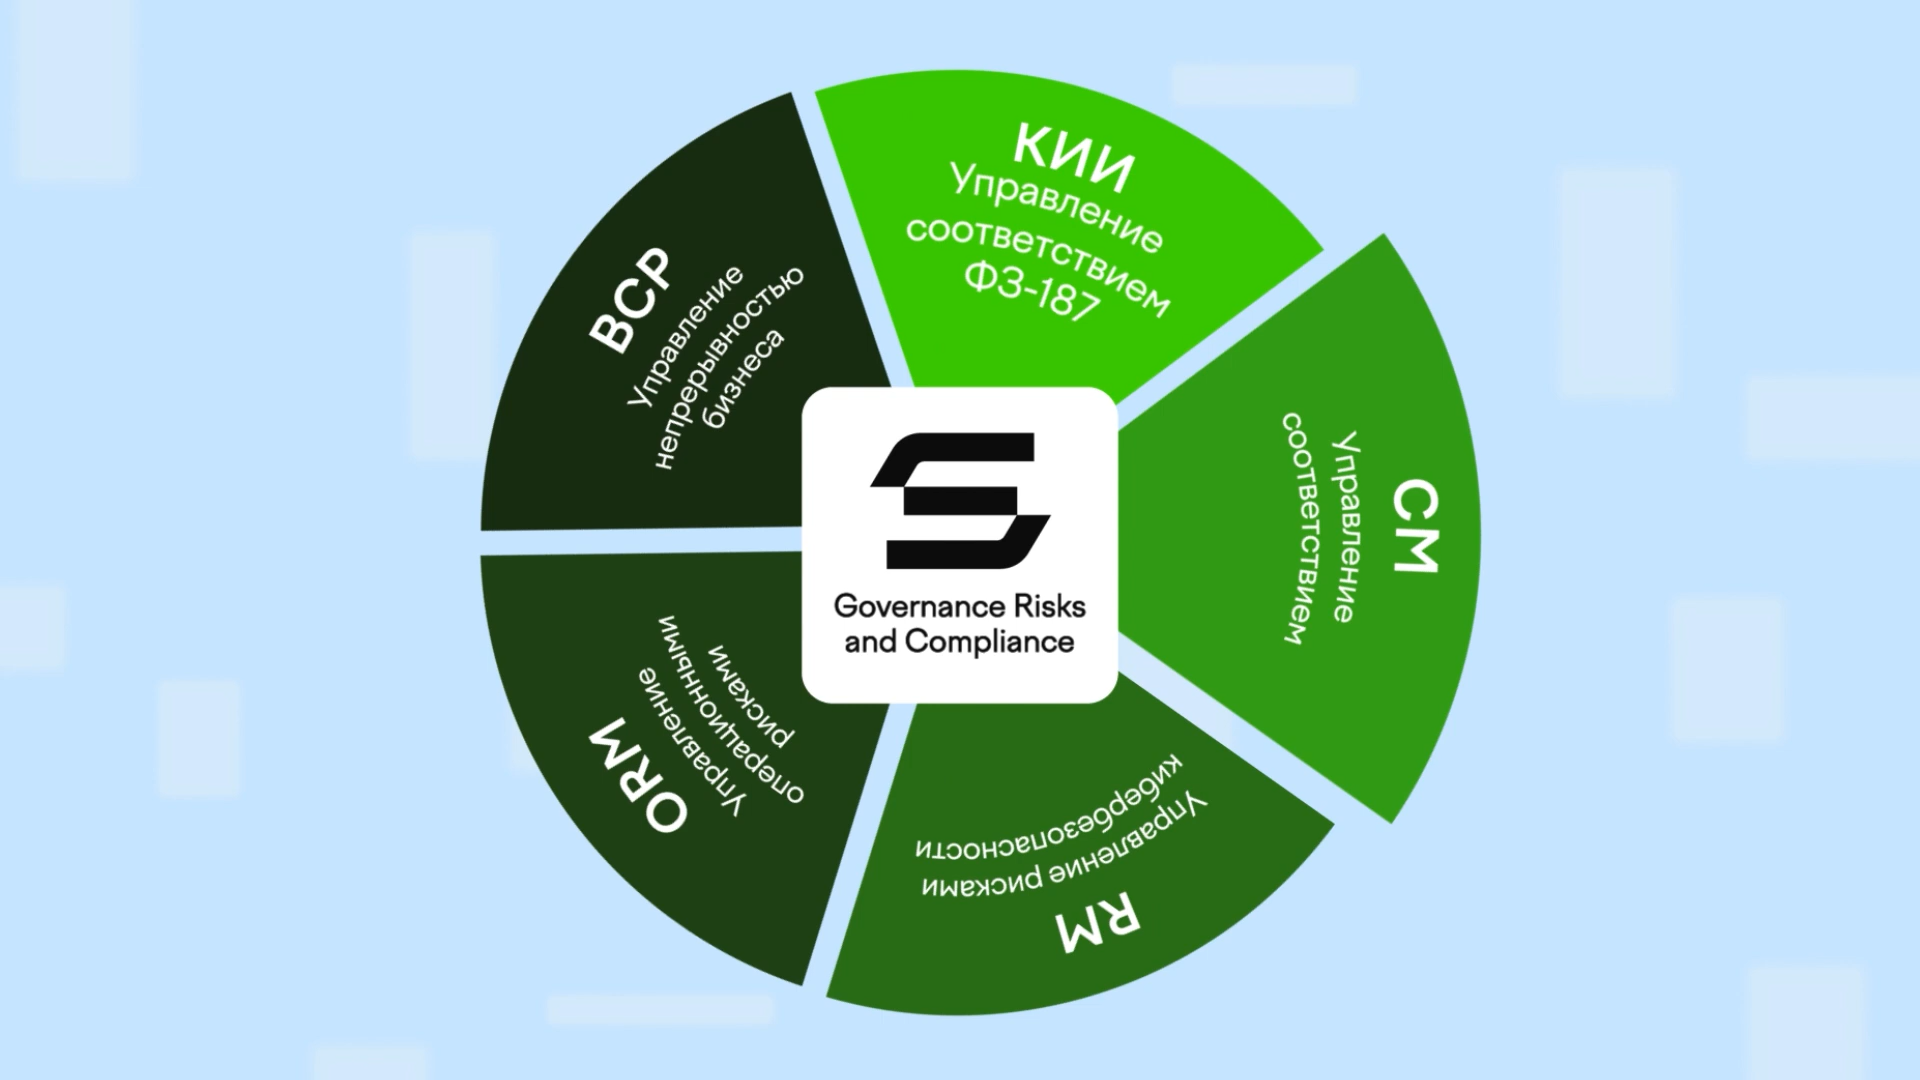 КИИ
Управление
соответствием
ФЗ-187
CM
Управление
соответствием
RM
Управление рисками
кибербезопасности
ORM
Управление
операционными
рисками
BCP
Управление
непрерывностью
бизнеса
Governance Risks
and Compliance